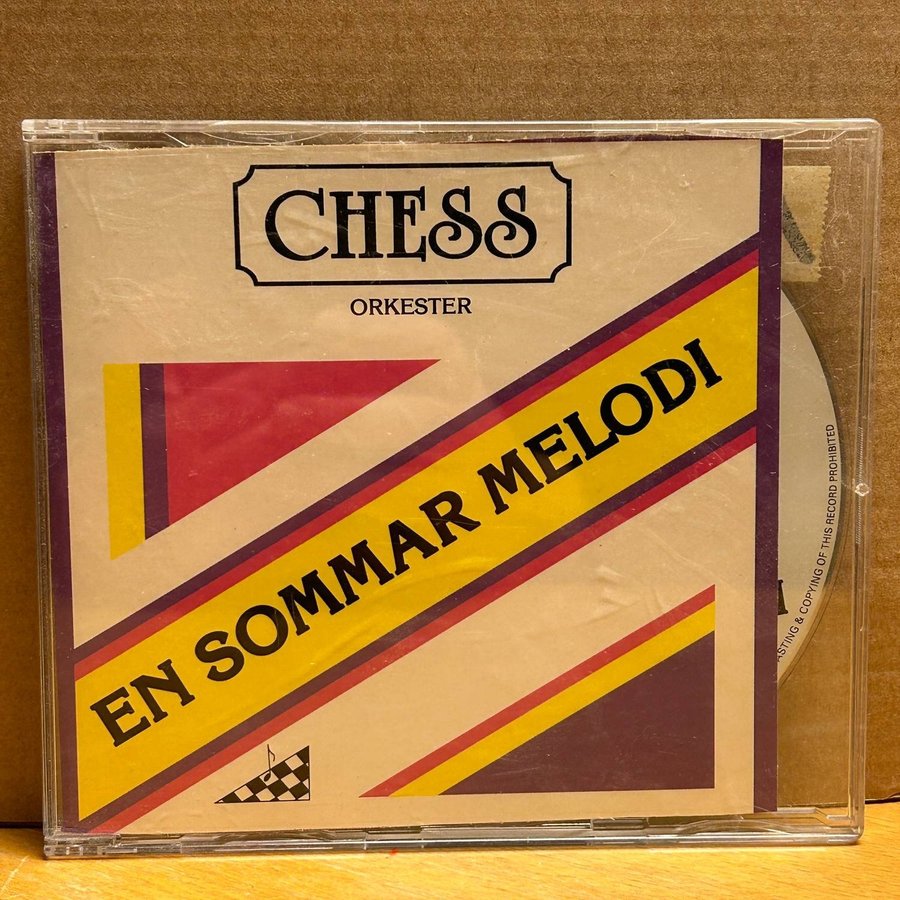 CHESS
ORKESTER
EN SOMMAR MELODI
ASTING & COPYING OF THIS RECORD PROHIBITED